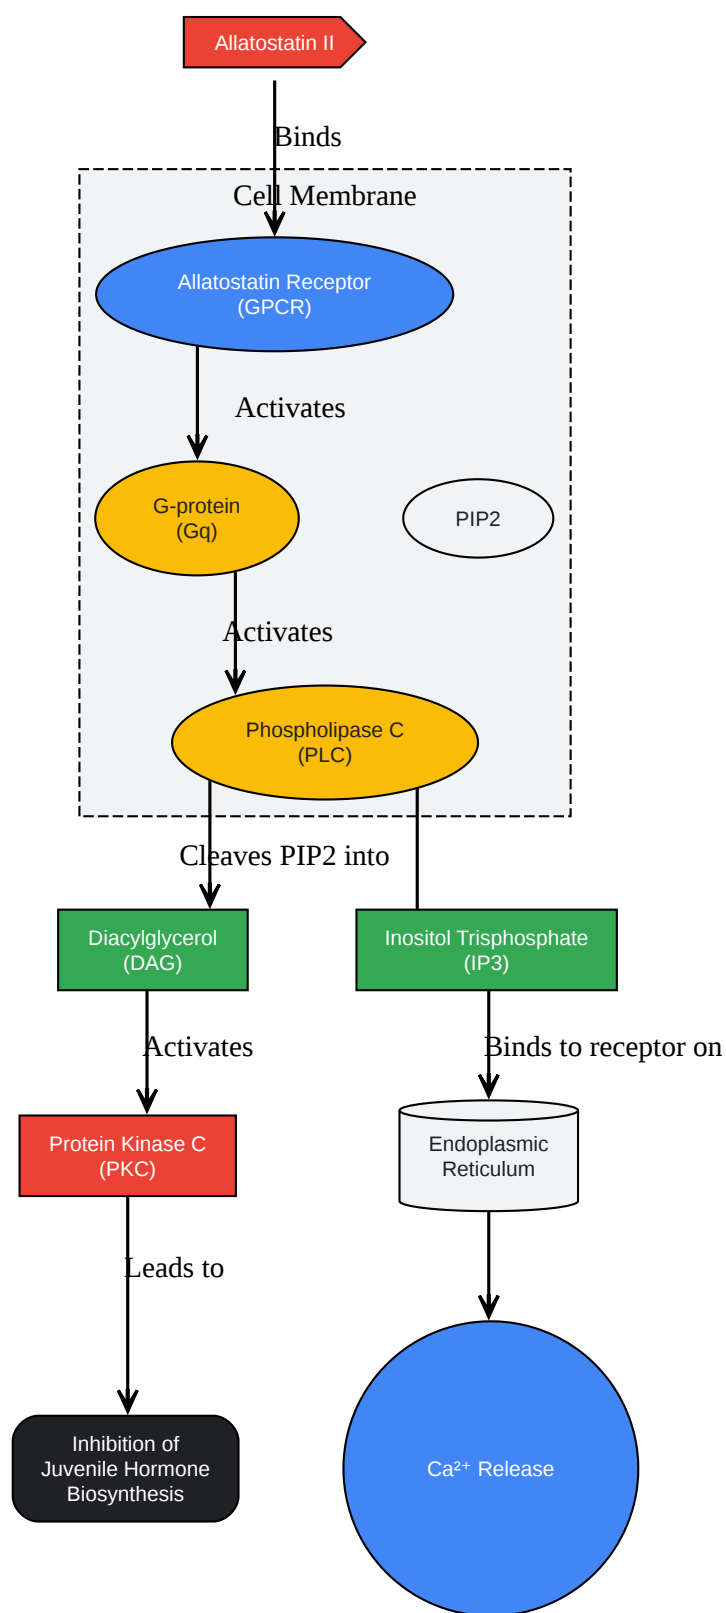 Allatostatin II
Binds
Cell Membrane
Allatostatin Receptor
(GPCR)
Activates
G-protein
(Gq)
PIP2
Activates
Phospholipase C
(PLC)
Cleaves PIP2 into
Diacylglycerol
(DAG)
Inositol Trisphosphate
(IP3)
Activates
Binds to receptor on
Protein Kinase C
(PKC)
Endoplasmic
Reticulum
Leads to
Inhibition of
Juvenile Hormone
Biosynthesis
Ca²⁺ Release